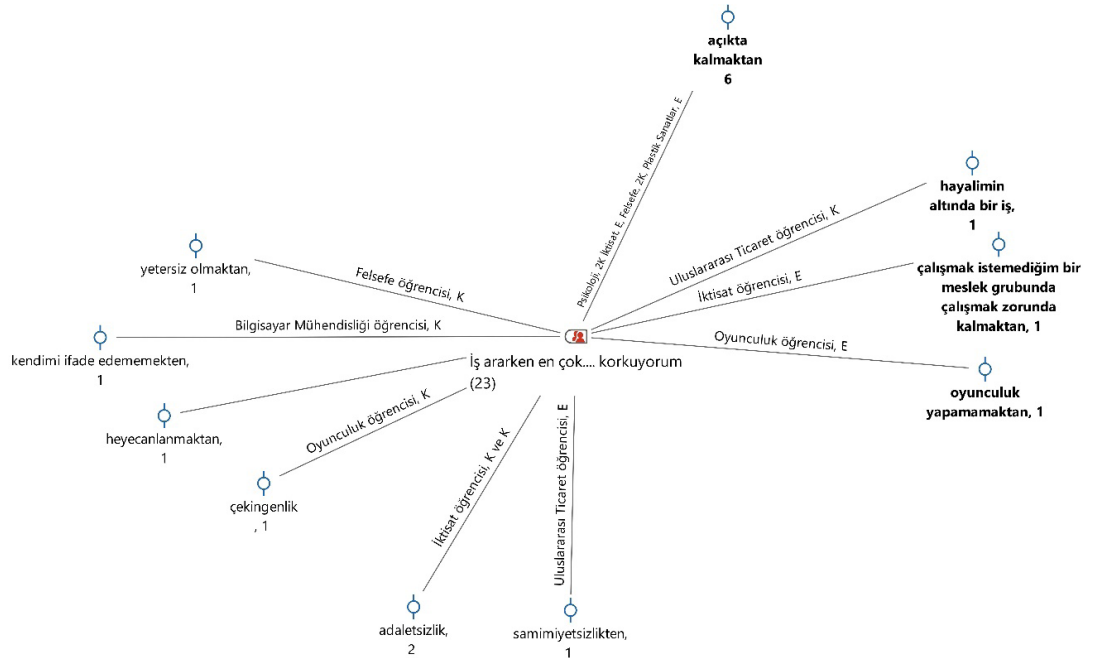 açıkta
kalmaktan
6
Psikoloji, 2K İktisat, E, Felsefe, 2K, Plastik Sanatlar, E
hayalimin
altında bir iş,
1
Uluslararası Ticaret öğrencisi, K
çalışmak istemediğim bir
meslek grubunda
çalışmak zorunda
kalmaktan, 1
İktisat öğrencisi, E
yetersiz olmaktan,
1
Felsefe öğrencisi, K
Bilgisayar Mühendisliği öğrencisi, K
kendimi ifade edememekten,
1
Oyunculuk öğrencisi, E
oyunculuk
yapamamaktan, 1
İş ararken en çok.... korkuyorum
(23)
heyecanlanmaktan,
1
Oyunculuk öğrencisi, K
çekingenlik
, 1
İktisat öğrencisi, K ve K
adaletsizlik,
2
Uluslararası Ticaret öğrencisi, E
samimiyetsizlikten,
1